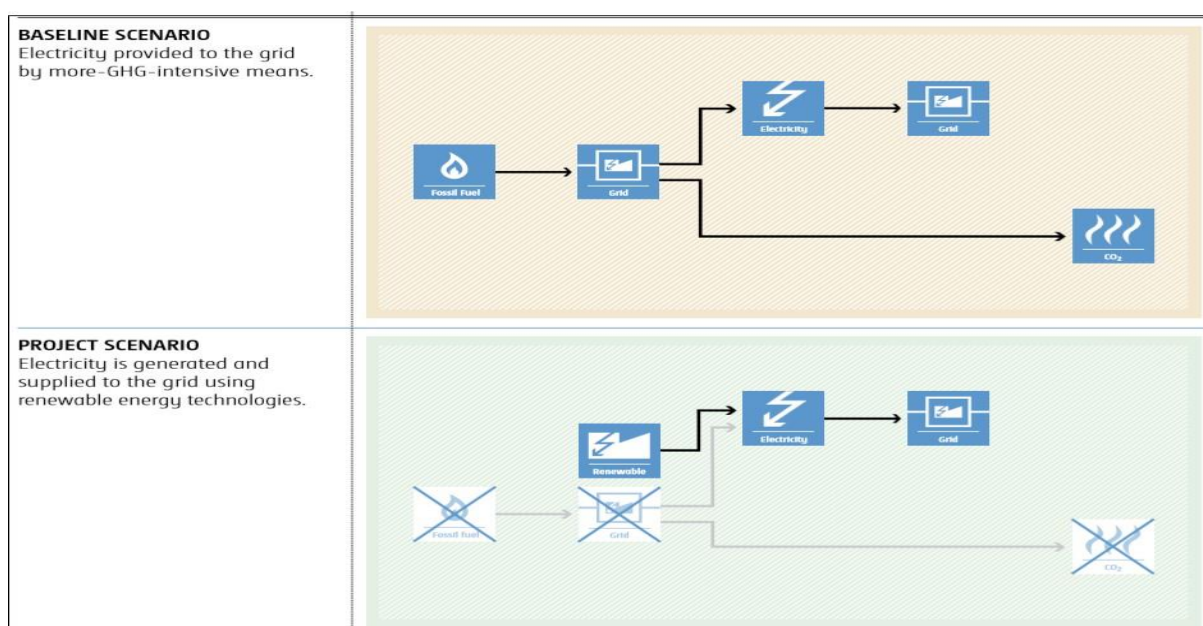 BASELINE SCENARIO
Electricity provided to the grid
by more-GHG-intensive means.
Electricity
Grid
Fossil Fuel
Grid
CO₂
PROJECT SCENARIO
Electricity is generated and
supplied to the grid using
renewable energy technologies.
Electricity
Grid
Renewable
Fossil fuel
Grid
CO₂